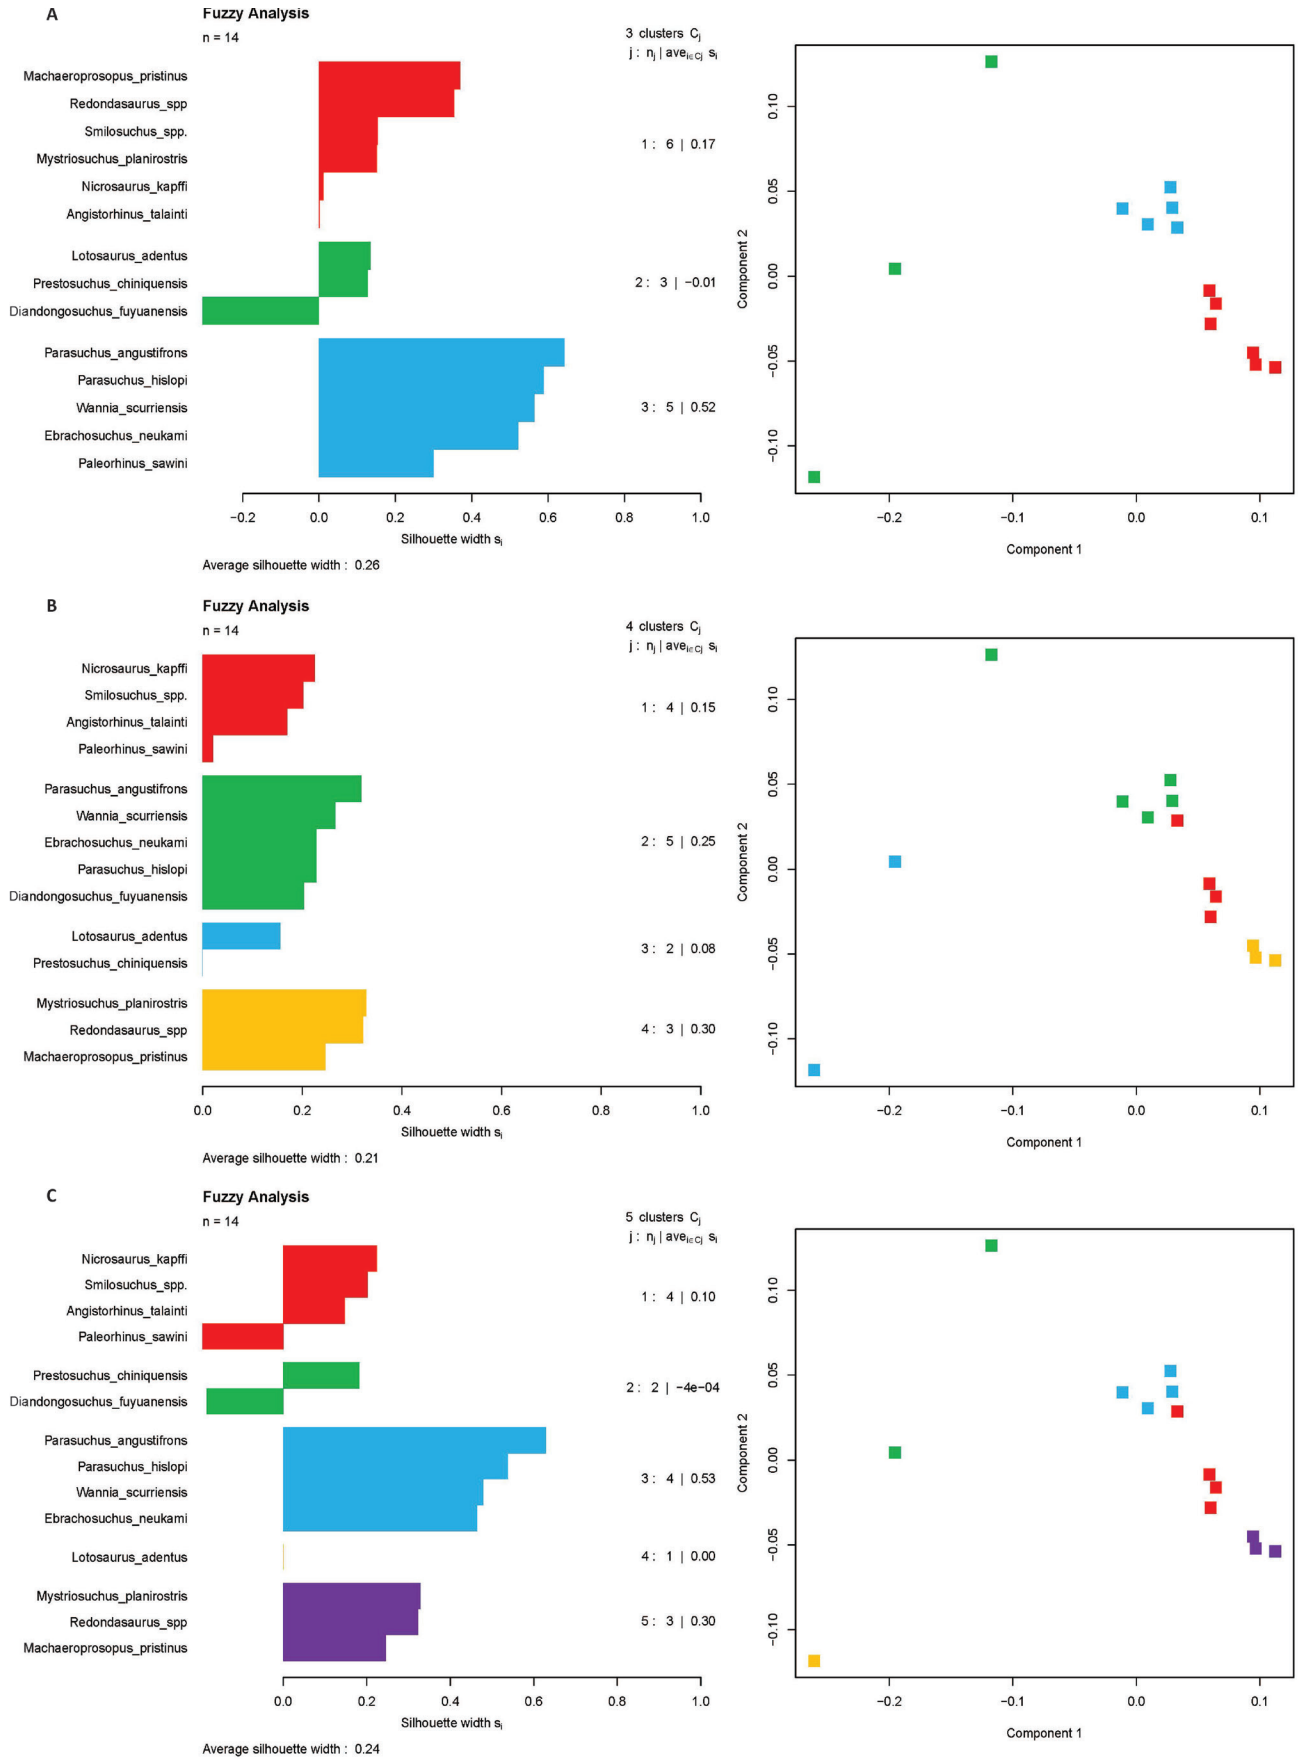 A
Fuzzy Analysis
n = 14
3 clusters Cj
j : nj | ave i∈Cj si
Machaeroprosopus_pristinus
Redondasaurus_spp
Smilosuchus_spp.
Mystriosuchus_planirostris
Nicrosaurus_kapffi
Angistorhinus_talainti
1 : 6 | 0.17
Lotosaurus_adentus
Prestosuchus_chiniquensis
Diandongosuchus_fuyuanensis
2 : 3 | −0.01
Parasuchus_angustifrons
Parasuchus_hislopi
Wannia_scurriensis
Ebrachosuchus_neukami
Paleorhinus_sawini
3 : 5 | 0.52
−0.2 0.0 0.2 0.4 0.6 0.8 1.0
Silhouette width si
Average silhouette width : 0.26
Component 2
0.10
0.05
0.00
−0.05
−0.10
−0.2 −0.1 0.0 0.1
Component 1
B
Fuzzy Analysis
n = 14
4 clusters Cj
j : nj | ave i∈Cj si
Nicrosaurus_kapffi
Smilosuchus_spp.
Angistorhinus_talainti
Paleorhinus_sawini
1 : 4 | 0.15
Parasuchus_angustifrons
Wannia_scurriensis
Ebrachosuchus_neukami
Parasuchus_hislopi
Diandongosuchus_fuyuanensis
2 : 5 | 0.25
Lotosaurus_adentus
Prestosuchus_chiniquensis
3 : 2 | 0.08
Mystriosuchus_planirostris
Redondasaurus_spp
Machaeroprosopus_pristinus
4 : 3 | 0.30
0.0 0.2 0.4 0.6 0.8 1.0
Silhouette width si
Average silhouette width : 0.21
Component 2
0.10
0.05
0.00
−0.05
−0.10
−0.2 −0.1 0.0 0.1
Component 1
C
Fuzzy Analysis
n = 14
5 clusters Cj
j : nj | ave i∈Cj si
Nicrosaurus_kapffi
Smilosuchus_spp.
Angistorhinus_talainti
Paleorhinus_sawini
1 : 4 | 0.10
Prestosuchus_chiniquensis
Diandongosuchus_fuyuanensis
2 : 2 | −4e−04
Parasuchus_angustifrons
Parasuchus_hislopi
Wannia_scurriensis
Ebrachosuchus_neukami
3 : 4 | 0.53
Lotosaurus_adentus
4 : 1 | 0.00
Mystriosuchus_planirostris
Redondasaurus_spp
Machaeroprosopus_pristinus
5 : 3 | 0.30
0.0 0.2 0.4 0.6 0.8 1.0
Silhouette width si
Average silhouette width : 0.24
Component 2
0.10
0.05
0.00
−0.05
−0.10
−0.2 −0.1 0.0 0.1
Component 1